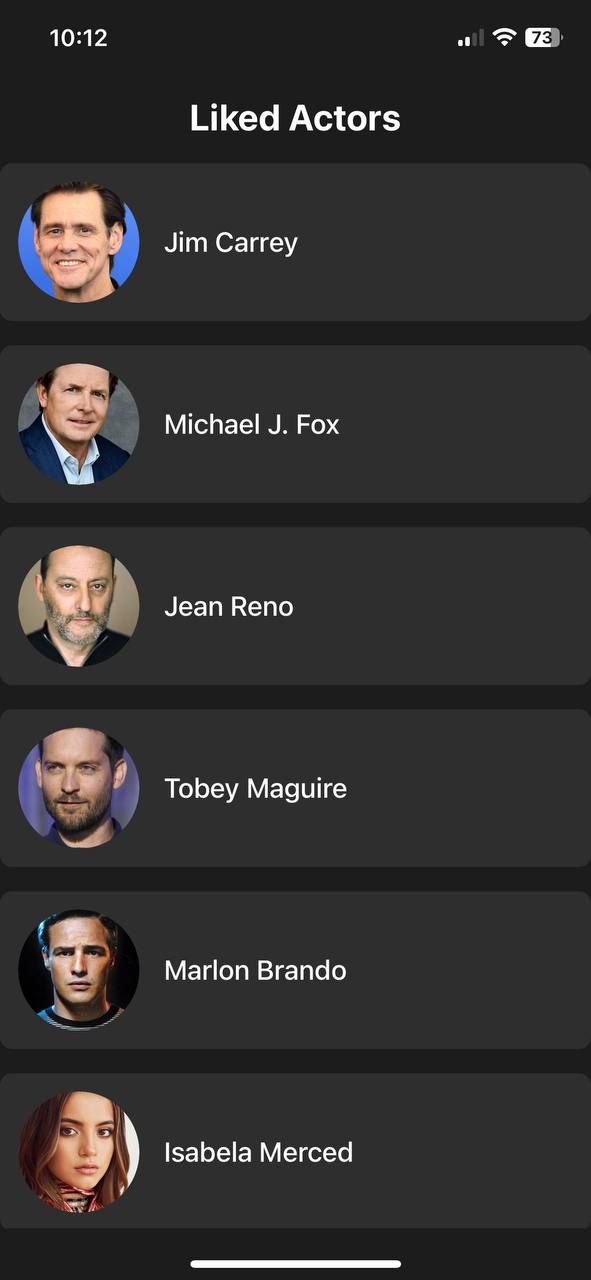 10:12
73
Liked Actors
Jim Carrey
Michael J. Fox
Jean Reno
Tobey Maguire
Marlon Brando
Isabela Merced